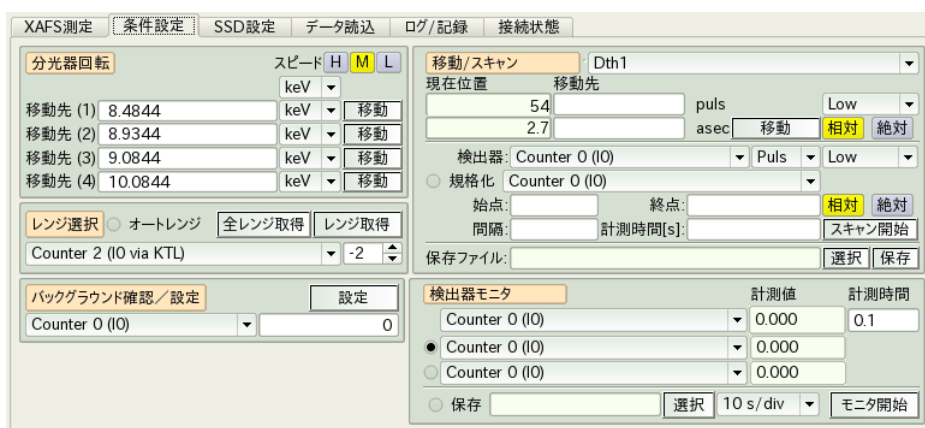 XAFS測定 条件設定 SSD設定 データ読込 ログ/記録 接続状態
分光器回転 スピード H M L
keV
移動先 (1) 8.4844 keV 移動
移動先 (2) 8.9344 keV 移動
移動先 (3) 9.0844 keV 移動
移動先 (4) 10.0844 keV 移動
レンジ選択 オートレンジ 全レンジ取得 レンジ取得
Counter 2 (I0 via KTL) -2
バックグラウンド確認/設定 設定
Counter 0 (I0) 0
移動/スキャン Dth1
現在位置 移動先
54 puls Low
2.7 asec 移動 相対 絶対
検出器: Counter 0 (I0) Puls Low
規格化 Counter 0 (I0)
始点: 終点: 相対 絶対
間隔: 計測時間[s]: スキャン開始
保存ファイル: 選択 保存
検出器モニタ 計測値 計測時間
Counter 0 (I0) 0.000 0.1
Counter 0 (I0) 0.000
Counter 0 (I0) 0.000
保存 選択 10 s/div モニタ開始